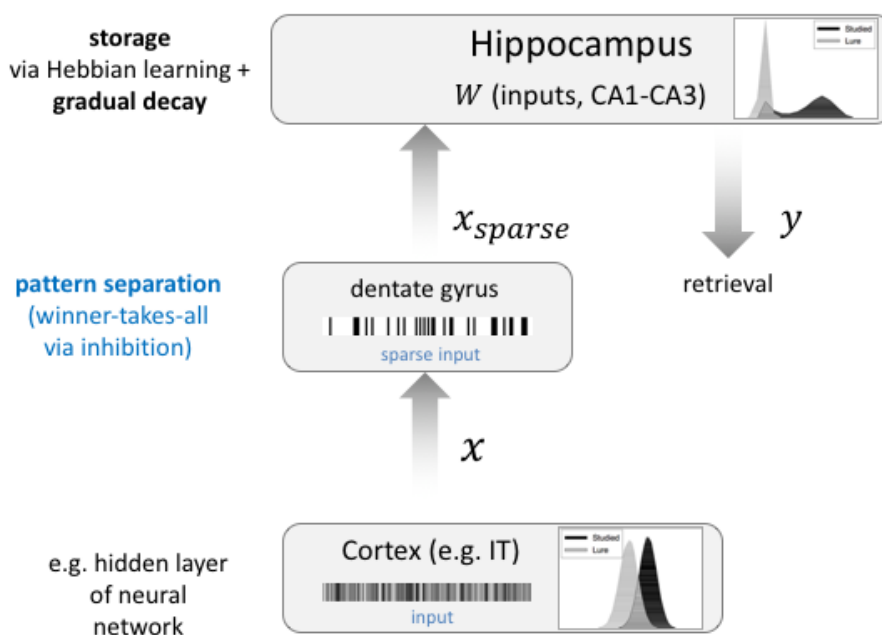 storage
via Hebbian learning +
gradual decay
Hippocampus
W (inputs, CA1-CA3)
Studied
Lure
x_sparse
y
pattern separation
(winner-takes-all
via inhibition)
dentate gyrus
sparse input
retrieval
x
e.g. hidden layer
of neural
network
Cortex (e.g. IT)
input
Studied
Lure